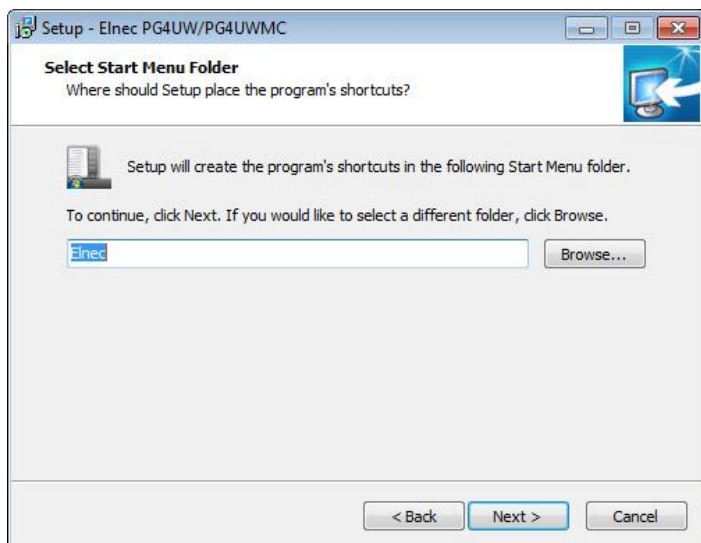 Setup - Elnec PG4UW/PG4UWMC
Select Start Menu Folder
Where should Setup place the program's shortcuts?
Setup will create the program's shortcuts in the following Start Menu folder.
To continue, click Next. If you would like to select a different folder, click Browse.
Elnec
Browse...
< Back
Next >
Cancel